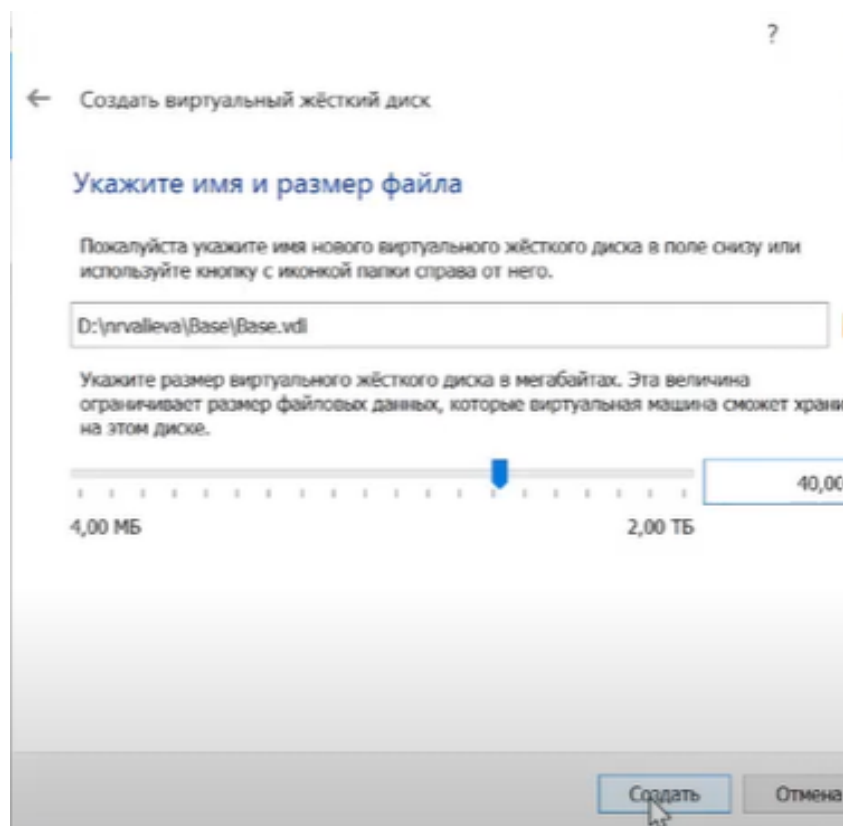 ?
← Создать виртуальный жёсткий диск
Укажите имя и размер файла
Пожалуйста укажите имя нового виртуального жёсткого диска в поле снизу или
используйте кнопку с иконкой папки справа от него.
D:\nrvalieva\Base\Base.vdi
Укажите размер виртуального жёсткого диска в мегабайтах. Эта величина
ограничивает размер файловых данных, которые виртуальная машина сможет храни
на этом диске.
40,00
4,00 МБ 2,00 ТБ
Создать Отмена